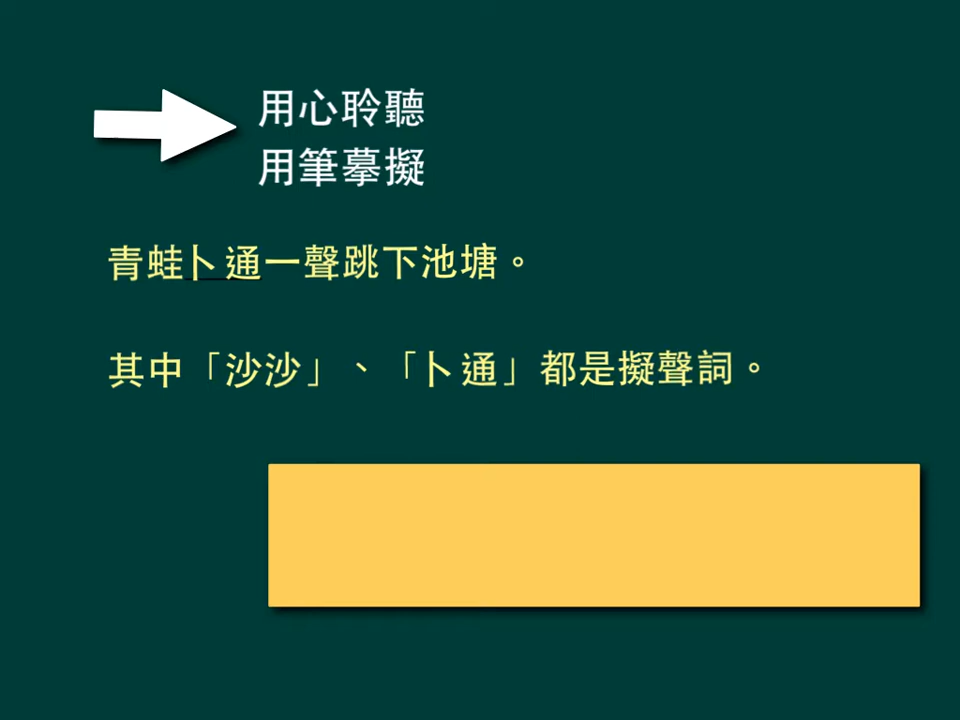 用心聆聽
用筆摹擬
青蛙卜通一聲跳下池塘。
其中「沙沙」、「卜通」都是擬聲詞。